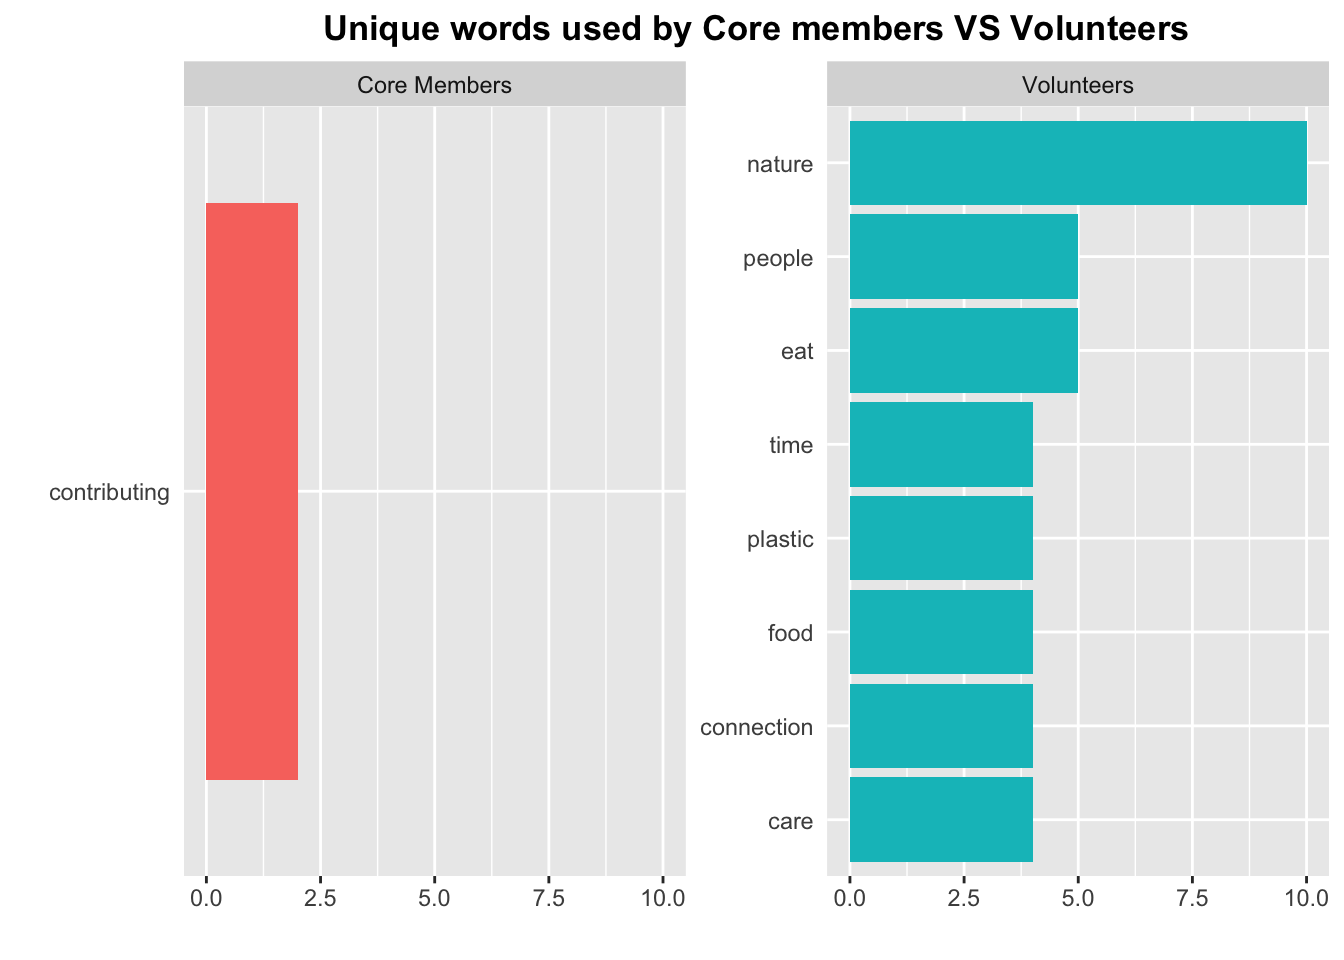 Unique words used by Core members VS Volunteers
Core Members
contributing
0.0 2.5 5.0 7.5 10.0
Volunteers
nature
people
eat
time
plastic
food
connection
care
0.0 2.5 5.0 7.5 10.0